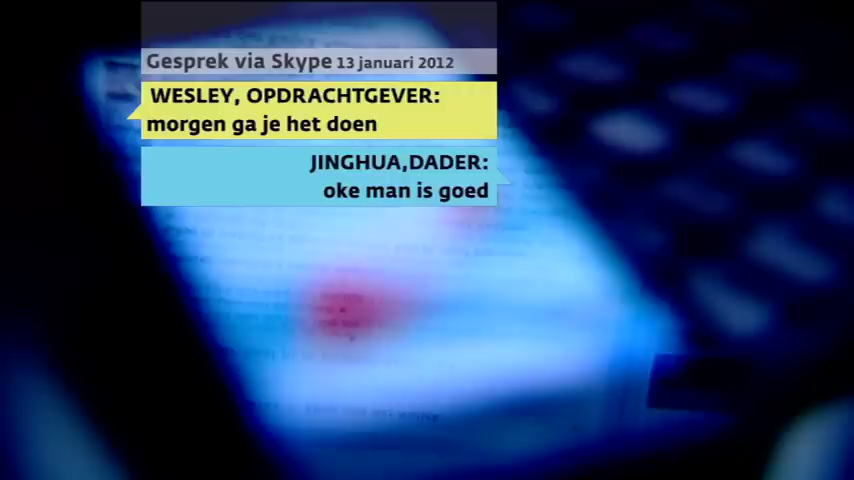 Gesprek via Skype 13 januari 2012
WESLEY, OPDRACHTGEVER:
morgen ga je het doen
JINGHUA,DADER:
oke man is goed